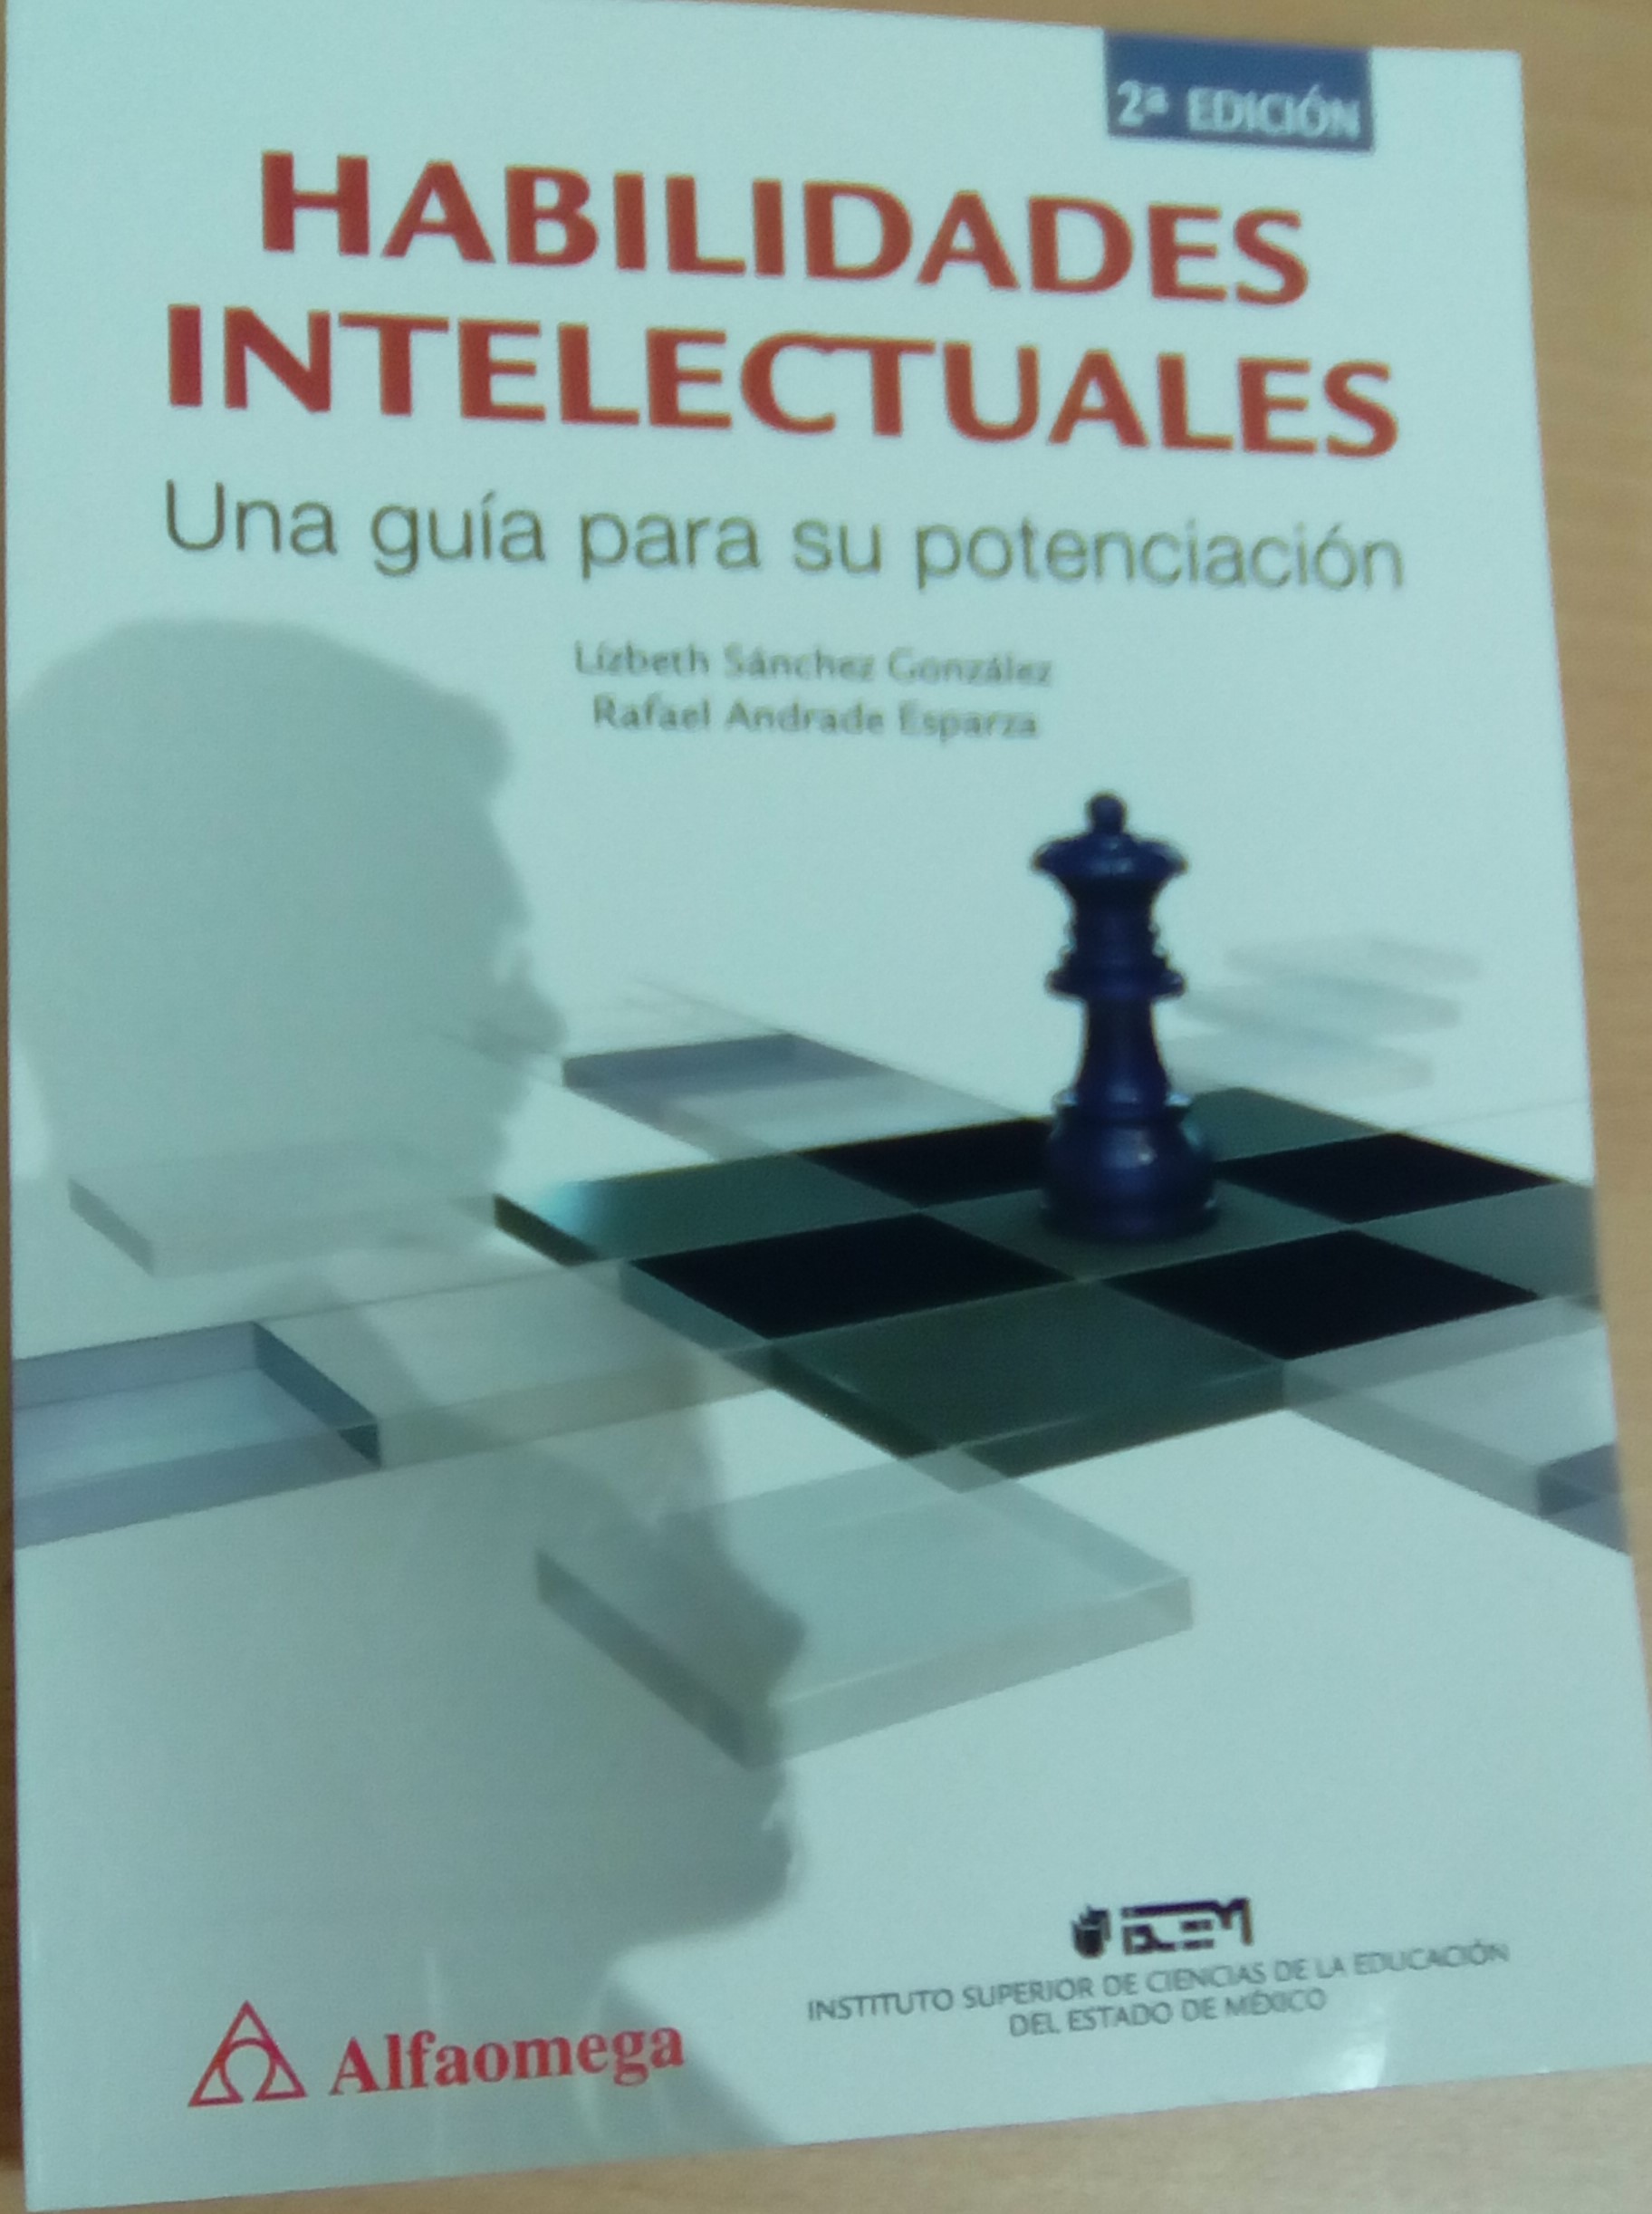 2ª EDICIÓN
HABILIDADES
INTELECTUALES
Una guía para su potenciación
Lízbeth Sánchez González
Rafael Andrade Esparza
ISCEEM
INSTITUTO SUPERIOR DE CIENCIAS DE LA EDUCACIÓN
DEL ESTADO DE MÉXICO
Alfaomega